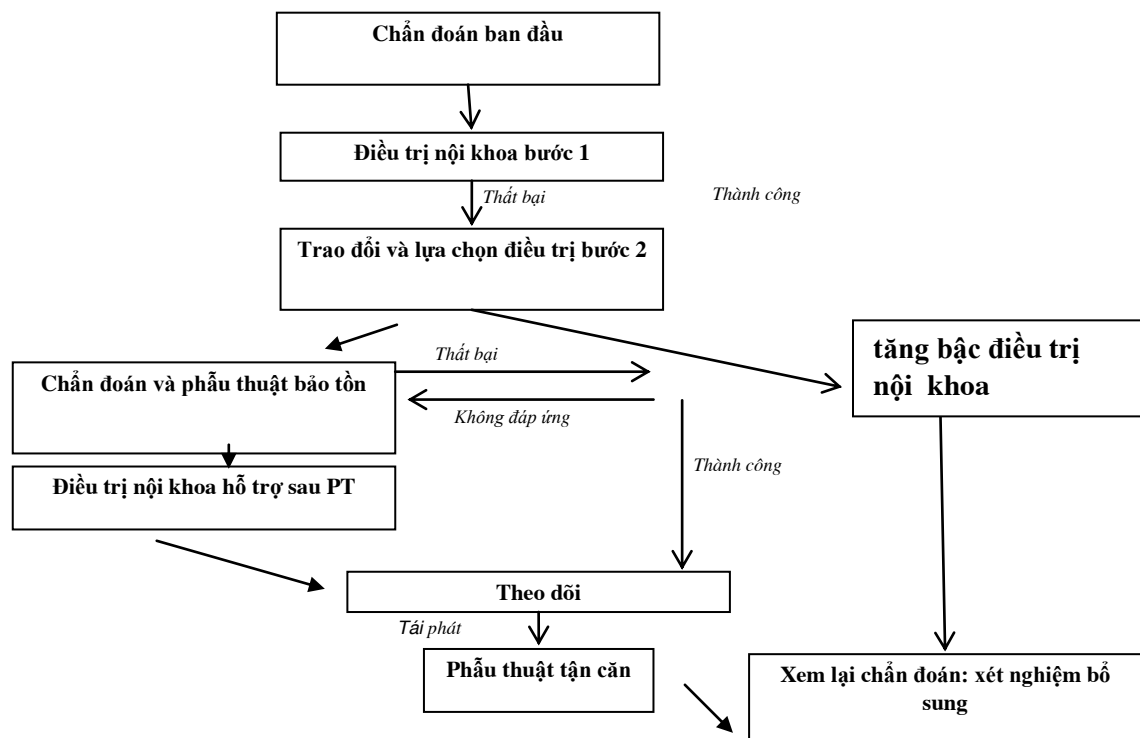 Chẩn đoán ban đầu
Điều trị nội khoa bước 1
Thất bại
Thành công
Trao đổi và lựa chọn điều trị bước 2
tăng bậc điều trị
nội khoa
Thất bại
Chẩn đoán và phẫu thuật bảo tồn
Không đáp ứng
Thành công
Điều trị nội khoa hỗ trợ sau PT
Theo dõi
Tái phát
Phẫu thuật tận căn
Xem lại chẩn đoán: xét nghiệm bổ
sung